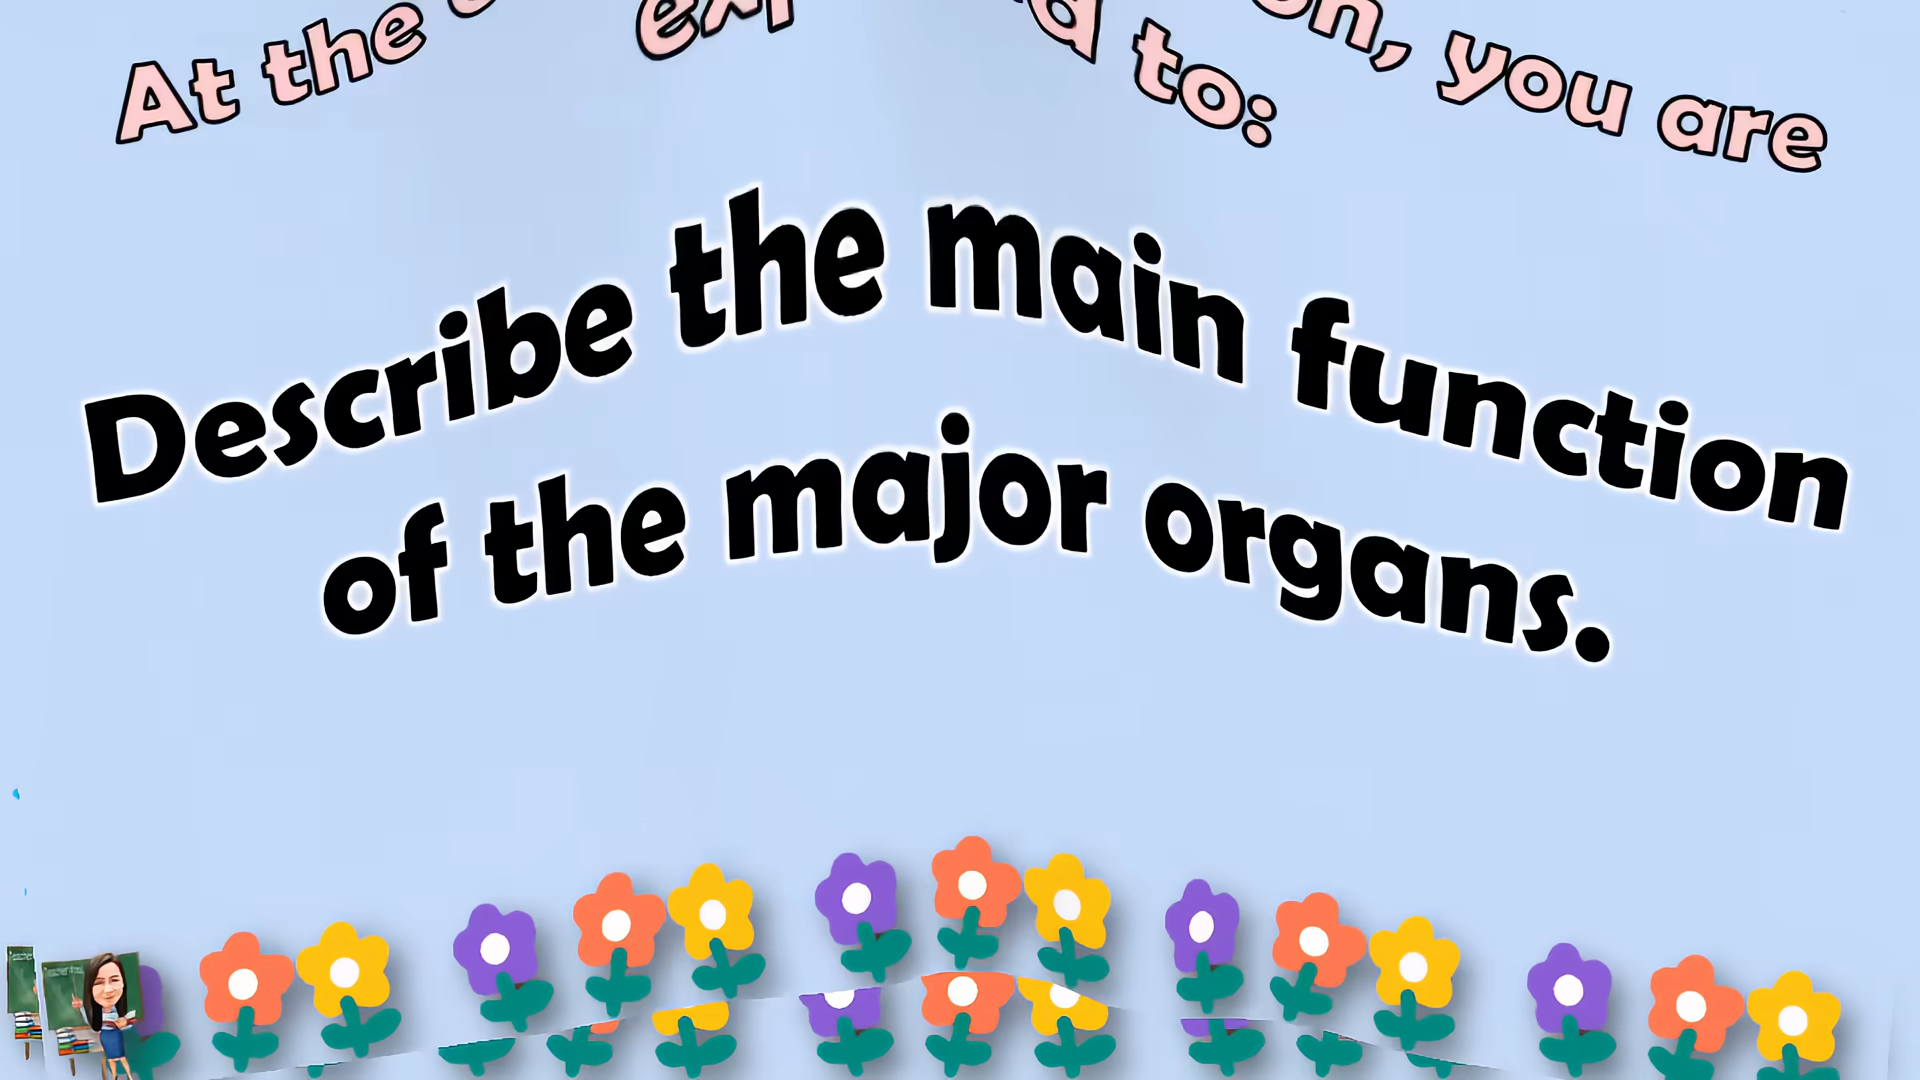 At the on, you are
to:
Describe the main function
of the major organs.